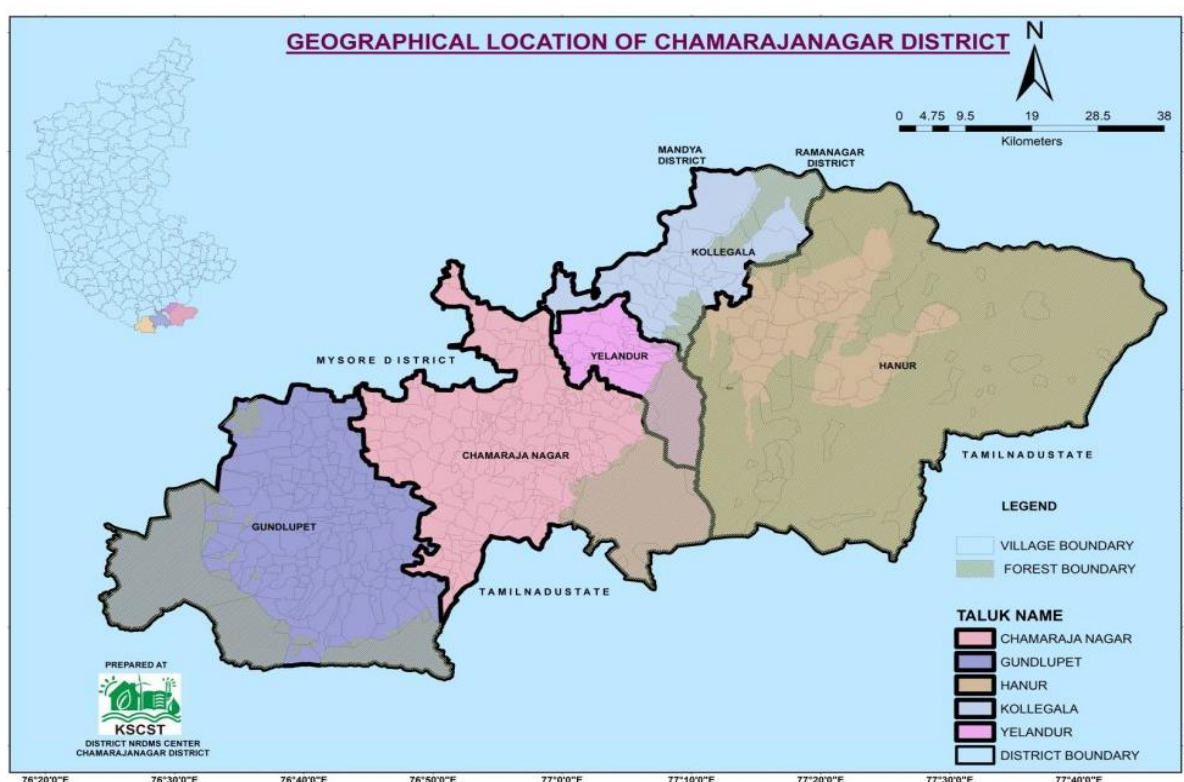 GEOGRAPHICAL LOCATION OF CHAMARAJANAGAR DISTRICT
N
0 4.75 9.5 19 28.5 38
Kilometers
MANDYA
DISTRICT
RAMANAGAR
DISTRICT
KOLLEGALA
MYSORE DISTRICT
YELANDUR
HANUR
CHAMARAJA NAGAR
TAMILNADUSTATE
GUNDLUPET
TAMILNADUSTATE
LEGEND
VILLAGE BOUNDARY
FOREST BOUNDARY
TALUK NAME
CHAMARAJA NAGAR
GUNDLUPET
HANUR
KOLLEGALA
YELANDUR
DISTRICT BOUNDARY
PREPARED AT
KSCST
DISTRICT NRDMS CENTER
CHAMARAJANAGAR DISTRICT
76°20'0"E 76°30'0"E 76°40'0"E 76°50'0"E 77°0'0"E 77°10'0"E 77°20'0"E 77°30'0"E 77°40'0"E